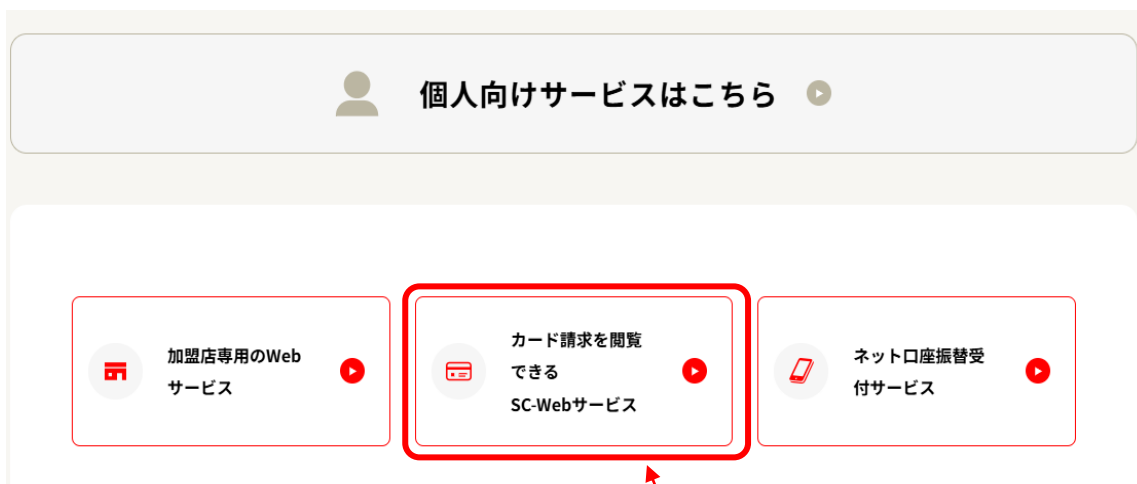 個人向けサービスはこちら
加盟店専用のWeb
サービス
カード請求を閲覧
できる
SC-Webサービス
ネット口座振替受
付サービス